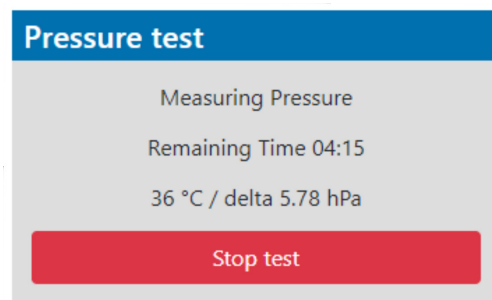 Pressure test
Measuring Pressure
Remaining Time 04:15
36 °C / delta 5.78 hPa
Stop test